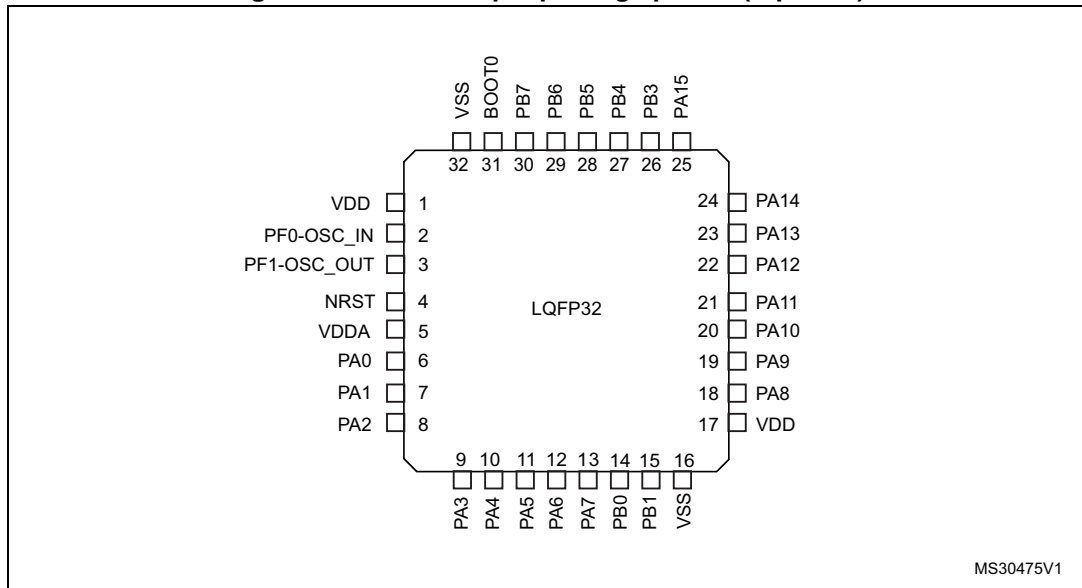 VSS
BOOT0
PB7
PB6
PB5
PB4
PB3
PA15
32 31 30 29 28 27 26 25
VDD 1 24 PA14
PF0-OSC_IN 2 23 PA13
PF1-OSC_OUT 3 22 PA12
NRST 4 LQFP32 21 PA11
VDDA 5 20 PA10
PA0 6 19 PA9
PA1 7 18 PA8
PA2 8 17 VDD
9 10 11 12 13 14 15 16
PA3
PA4
PA5
PA6
PA7
PB0
PB1
VSS
MS30475V1